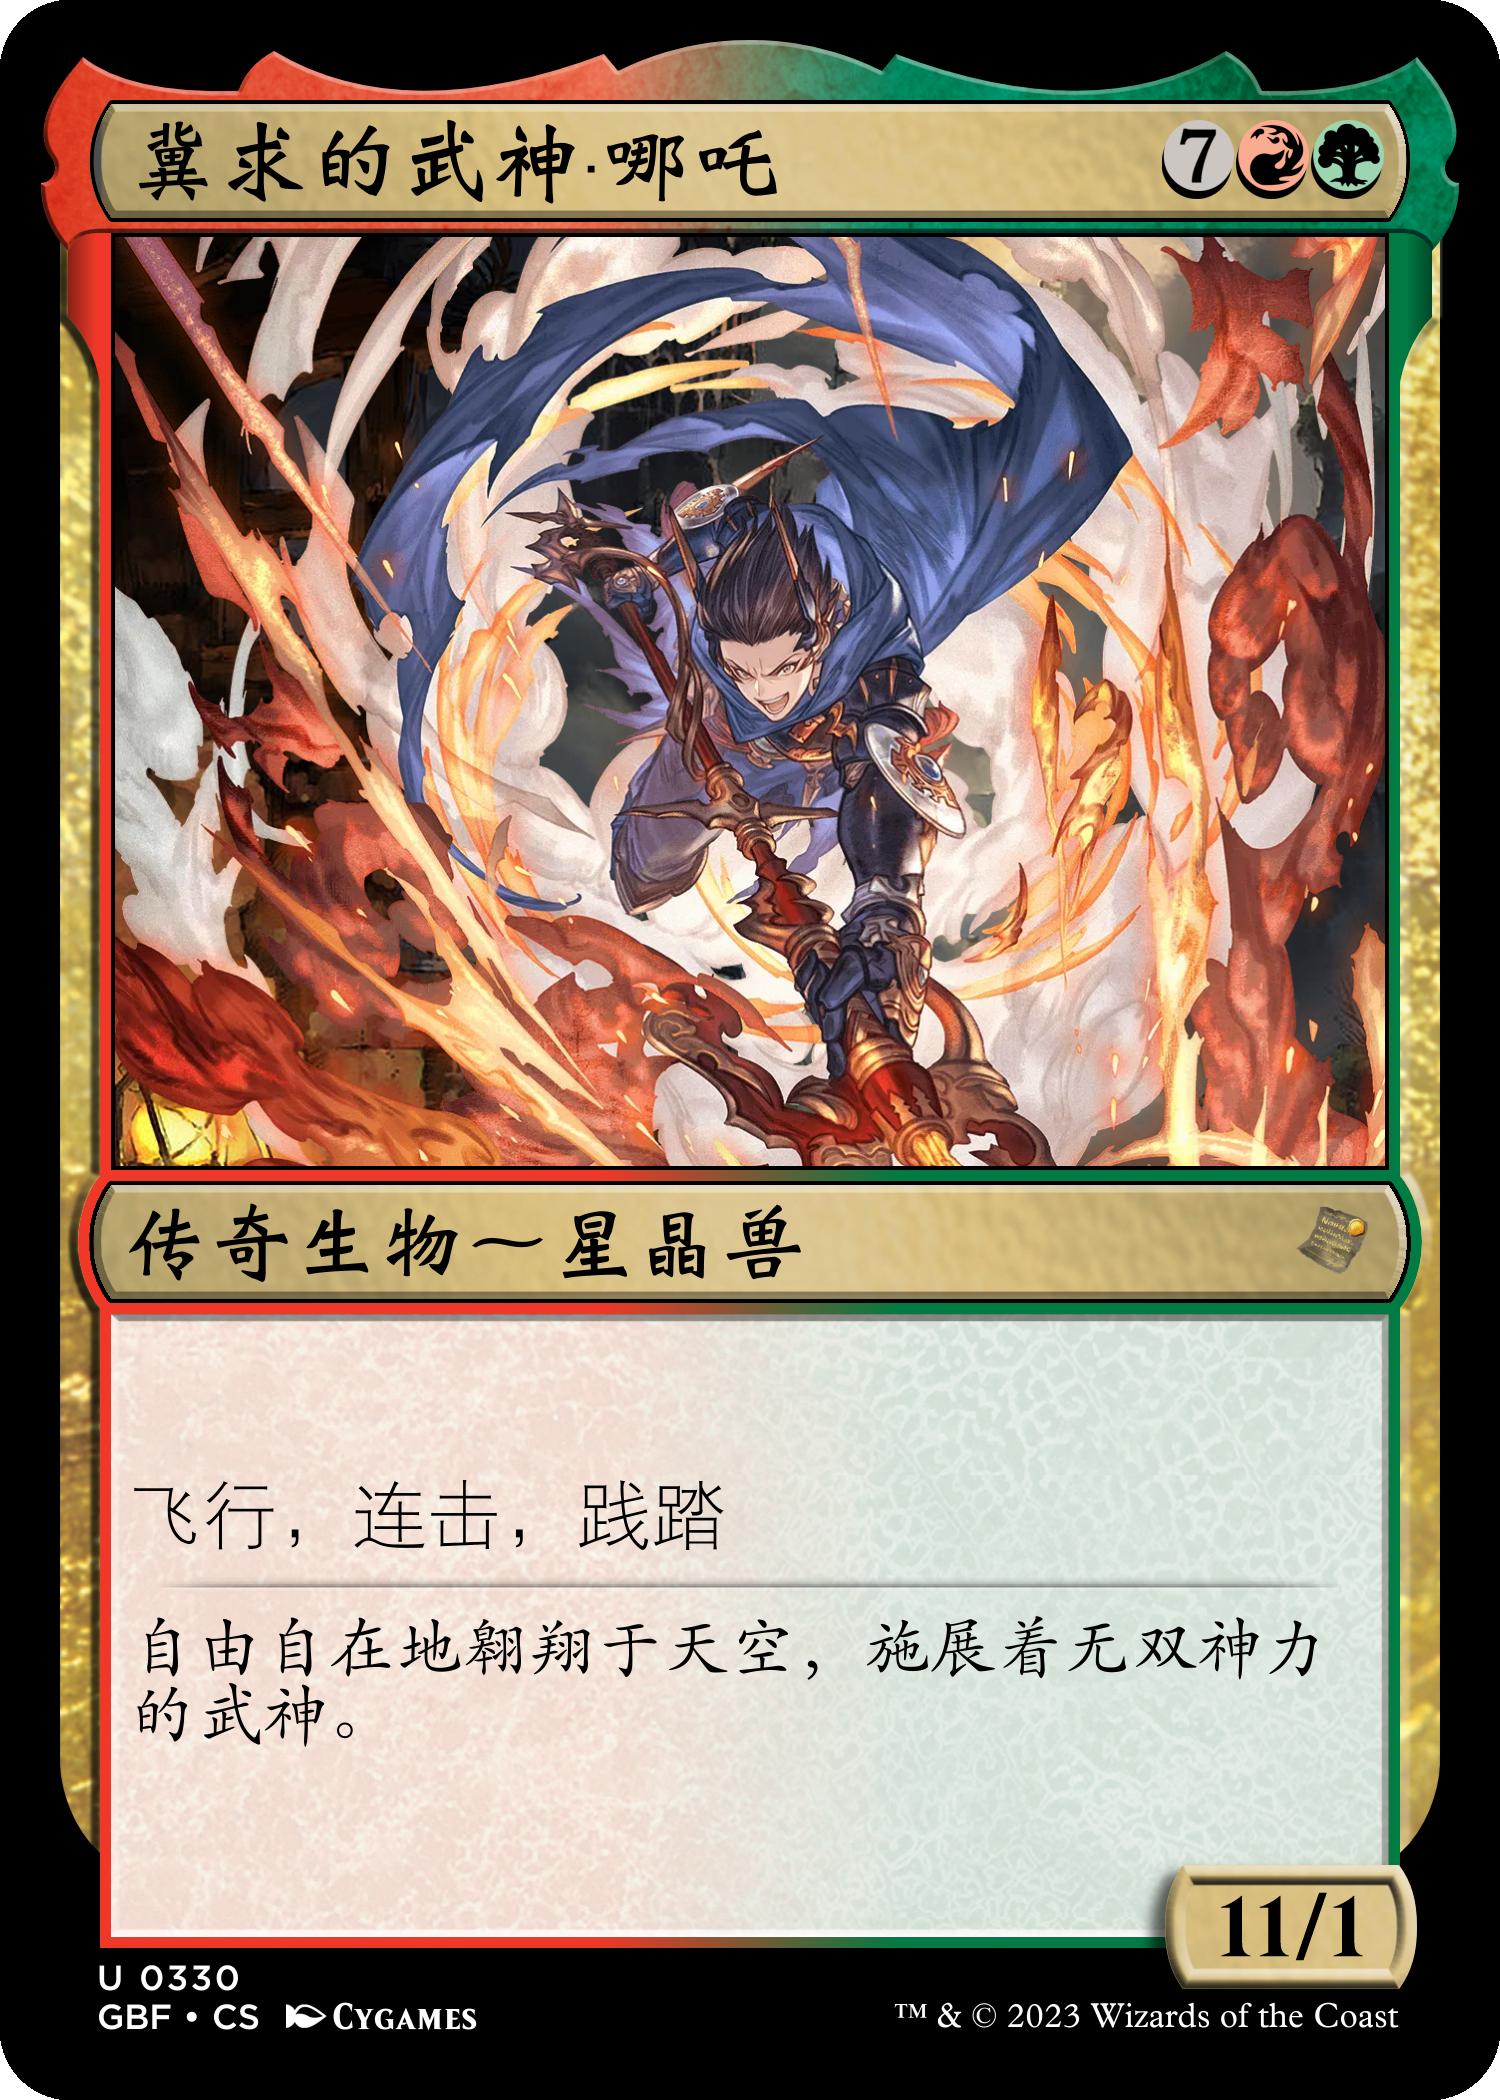 冀求的武神·哪吒 7
传奇生物～星晶兽
飞行，连击，践踏
自由自在地翱翔于天空，施展着无双神力
的武神。
11/1
U 0330
GBF • CS CYGAMES
™ & © 2023 Wizards of the Coast